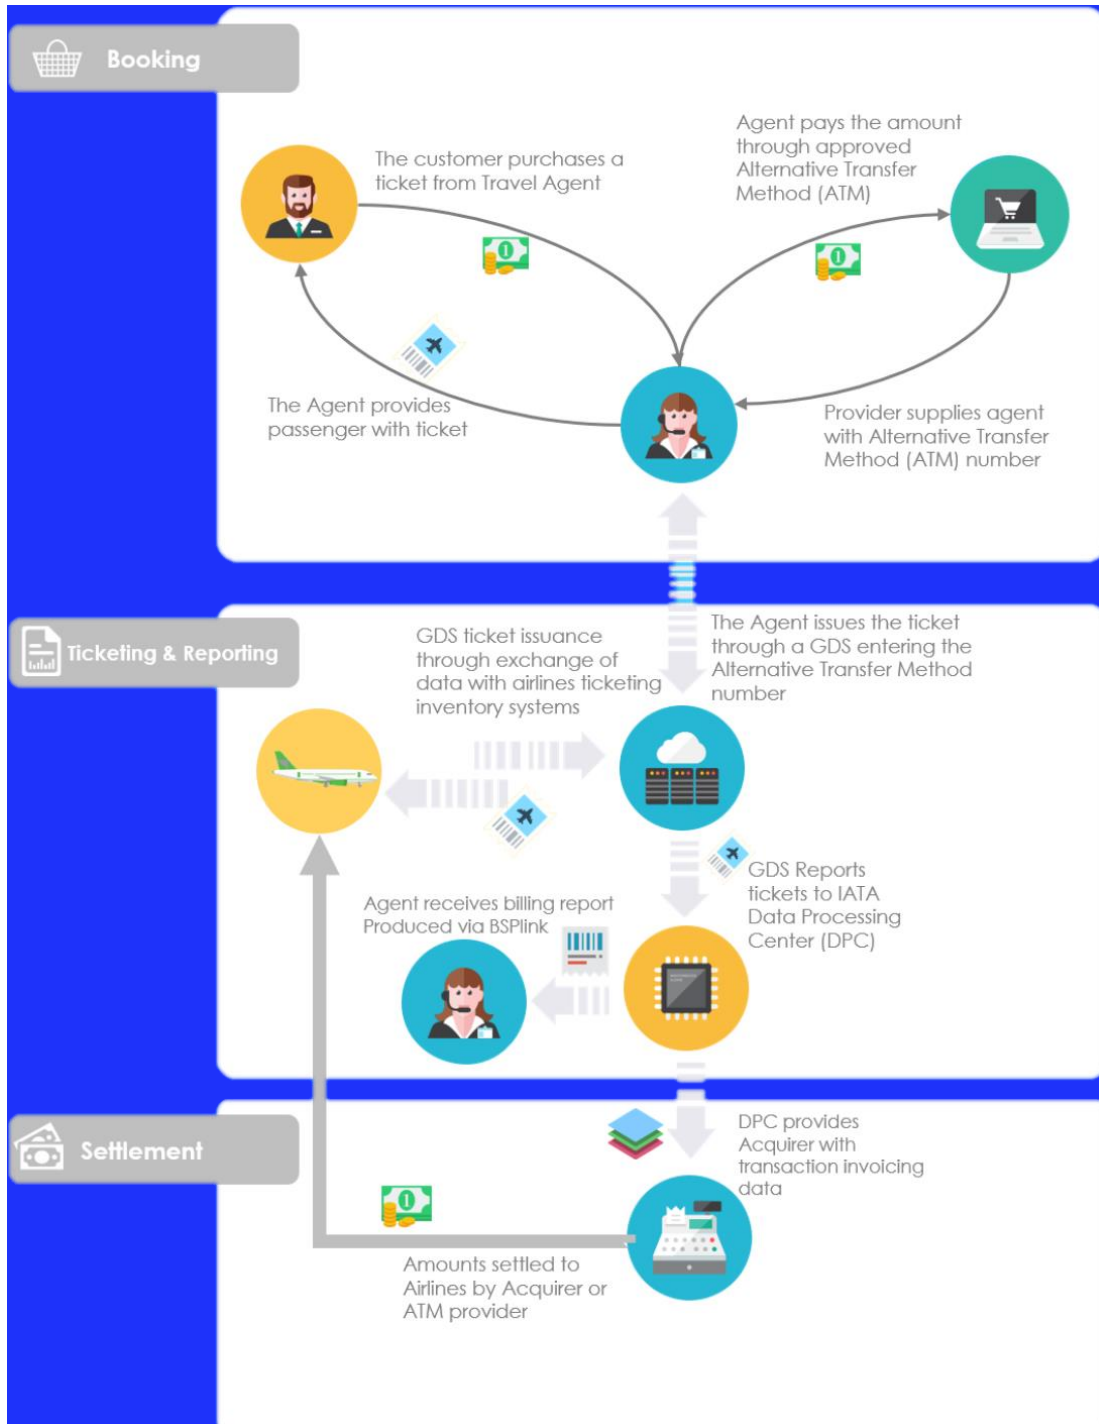 Booking
The customer purchases a
ticket from Travel Agent
Agent pays the amount
through approved
Alternative Transfer
Method (ATM)
The Agent provides
passenger with ticket
Provider supplies agent
with Alternative Transfer
Method (ATM) number
Ticketing & Reporting
GDS ticket issuance
through exchange of
data with airlines ticketing
inventory systems
The Agent issues the ticket
through a GDS entering the
Alternative Transfer Method
number
GDS Reports
tickets to IATA
Data Processing
Center (DPC)
Agent receives billing report
Produced via BSPlink
Settlement
DPC provides
Acquirer with
transaction invoicing
data
Amounts settled to
Airlines by Acquirer or
ATM provider